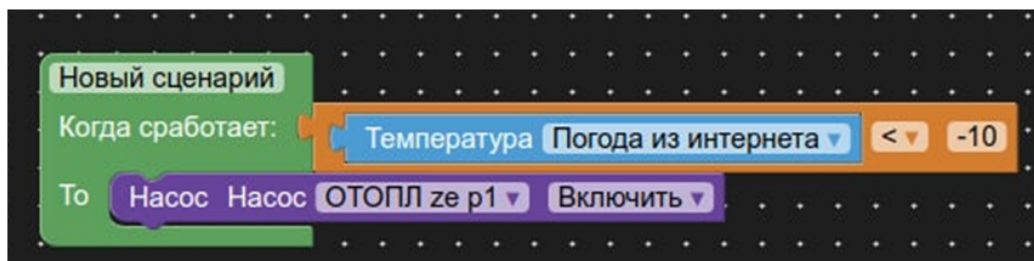 Новый сценарий
Когда сработает: Температура Погода из интернета < -10
То Насос Насос ОТОПЛ ze p1 Включить